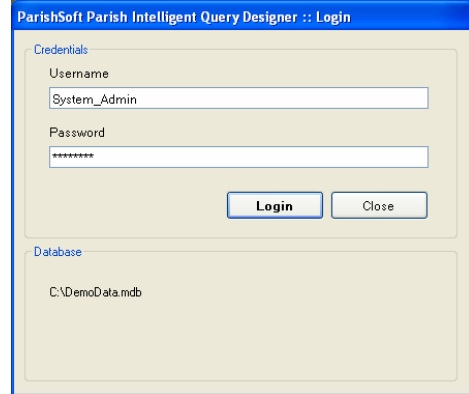 ParishSoft Parish Intelligent Query Designer :: Login
Credentials
Username
System_Admin
Password
********
Login Close
Database
C:\DemoData.mdb